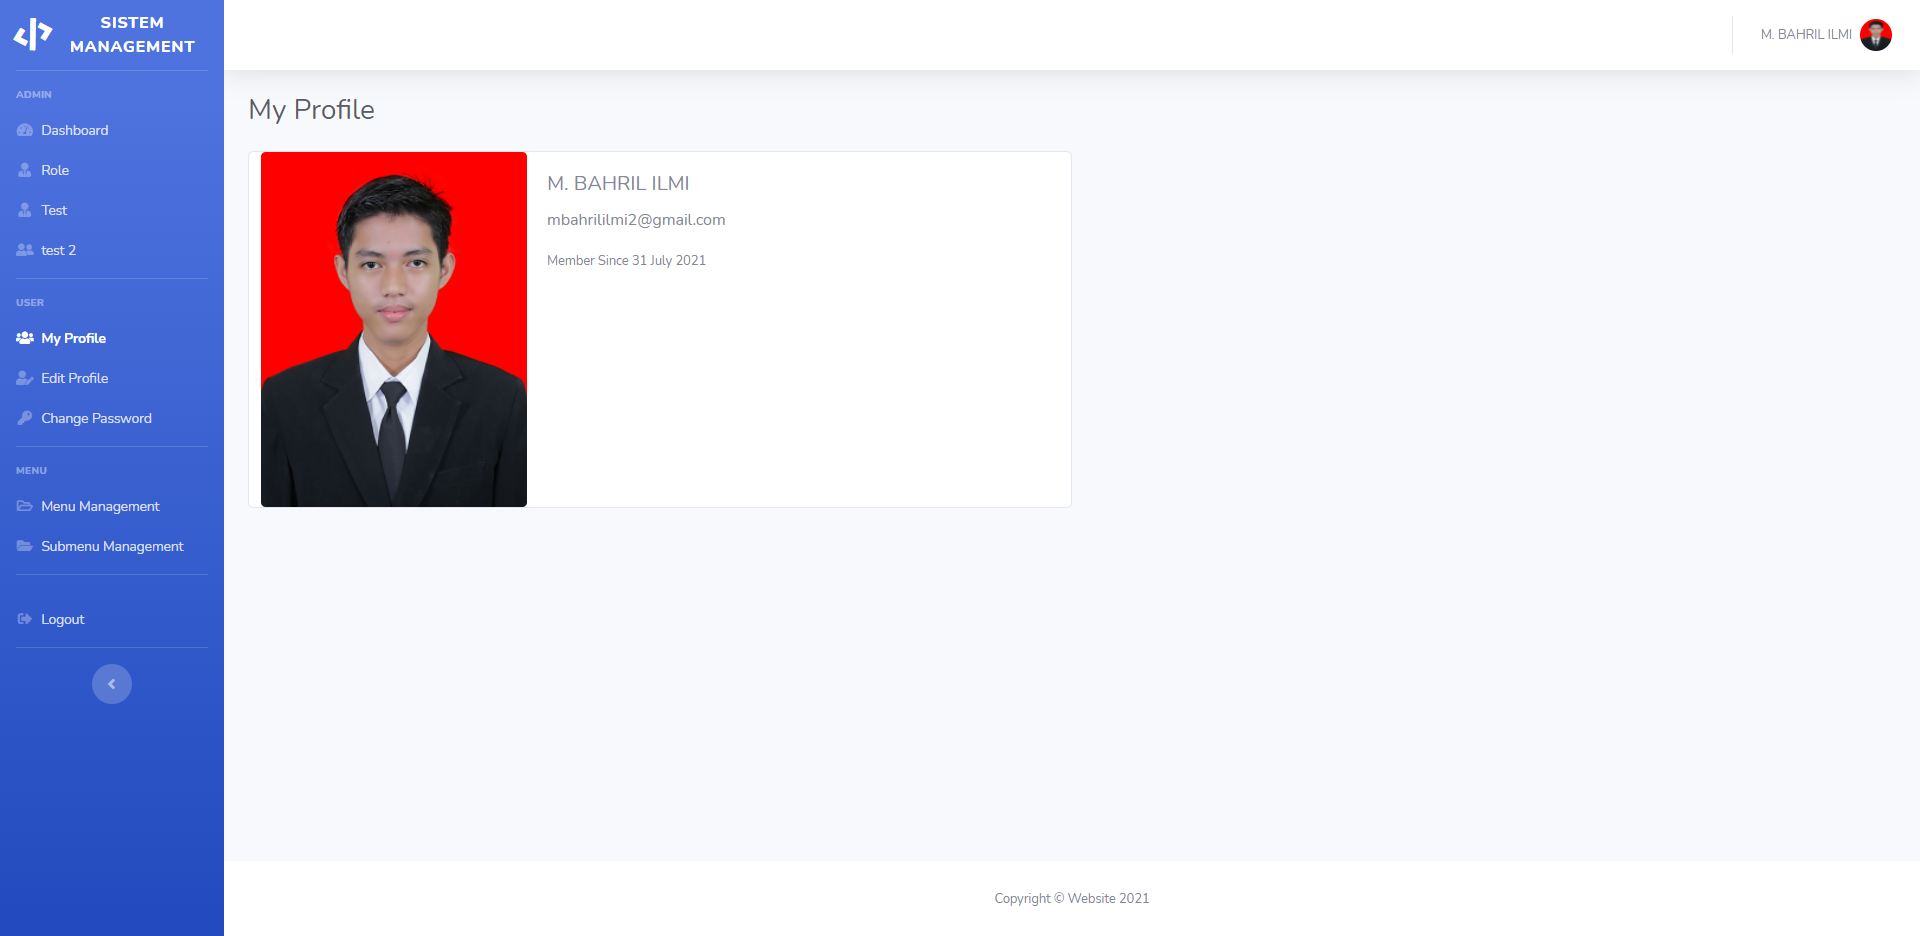 SISTEM
MANAGEMENT
ADMIN
Dashboard
Role
Test
test 2
USER
My Profile
Edit Profile
Change Password
MENU
Menu Management
Submenu Management
Logout
M. BAHRIL ILMI
My Profile
M. BAHRIL ILMI
mbahrililmi2@gmail.com
Member Since 31 July 2021
Copyright © Website 2021